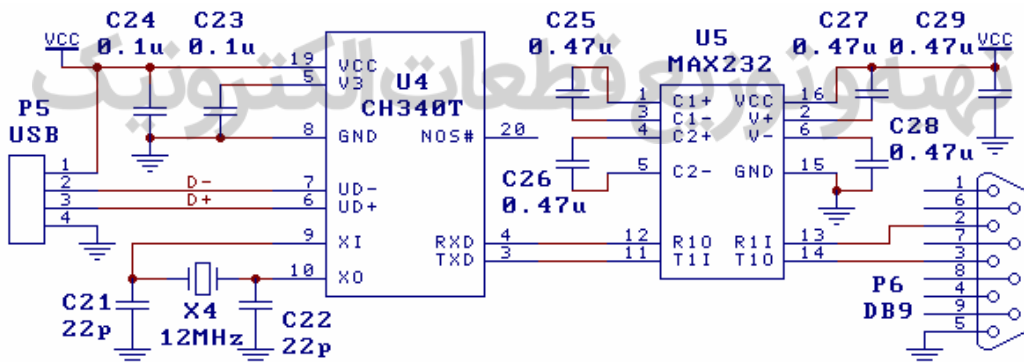 تهیه وتوزیع قطعات الکترونیک
C24
0.1u
C23
0.1u
VCC
P5
USB
1
2
3
4
D-
D+
19
5
8
7
6
9
10
VCC
V3
GND
UD-
UD+
XI
XO
U4
CH340T
NOS#
20
RXD
TXD
4
3
C21
22p
X4
12MHz
C22
22p
C25
0.47u
C26
0.47u
U5
MAX232
1
3
4
5
12
11
C1+
C1-
C2+
C2-
R1O
T1I
VCC
V+
V-
GND
R1I
T1O
16
2
6
15
13
14
C27
0.47u
C29
0.47u
VCC
C28
0.47u
P6
DB9
1
6
2
7
3
8
4
9
5